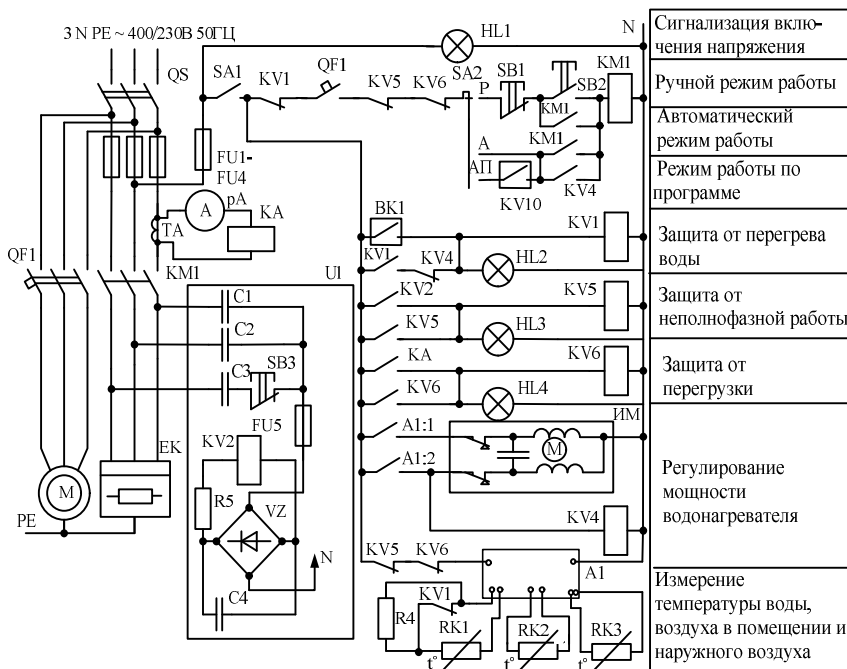 3 N PE ~ 400/230В 50ГЦ
QS
HL1
N
Сигнализация вклю-
чения напряжения
SA1
KV1
QF1
KV5
KV6
SA2
Р
SB1
SB2
KM1
Ручной режим работы
KM1
А
KM1
Автоматический
режим работы
АП
KV10
KV4
Режим работы по
программе
FU1-
FU4
pA
A
KA
TA
QF1
KM1
BK1
KV1
Защита от перегрева
воды
KV1
KV4
HL2
U1
C1
C2
C3
SB3
KV2
KV5
Защита от
неполнофазной работы
KV5
HL3
KA
KV6
Защита от
перегрузки
KV6
HL4
FU5
KV2
A1:1
ИМ
M
A1:2
Регулирование
мощности
водонагревателя
EK
M
PE
R5
VZ
N
C4
KV4
KV5
KV6
A1
R4
KV1
RK1
t°
RK2
t°
RK3
t°
Измерение
температуры воды,
воздуха в помещении и
наружного воздуха